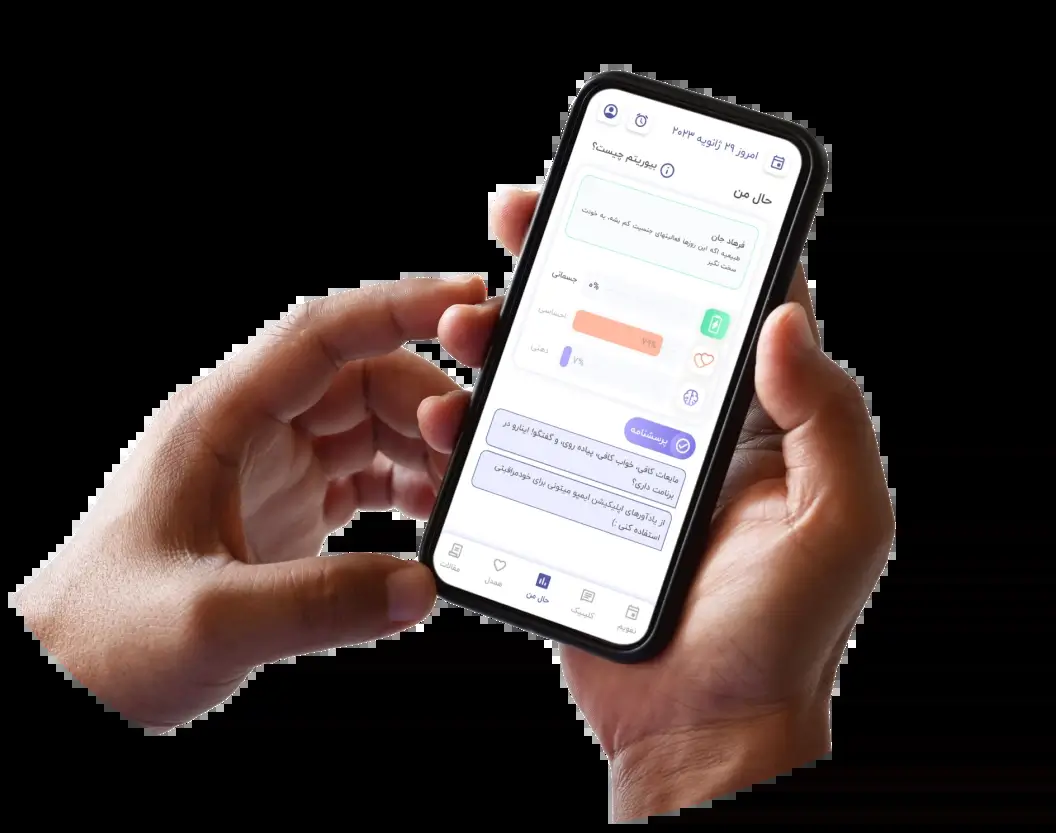 امروز ۲۹ ژانویه ۲۰۲۳
حال من
بیوریتم چیست؟
فرهاد جان
طبیعیه اگه این روزها فعالیتهای جنسیت کم بشه، به خودت
سخت نگیر
جسمانی
۰%
احساسی
۷۹%
ذهنی
۷%
پرسشنامه
مایعات کافی، خواب کافی، پیاده روی، و گفتگو! اینارو در
برنامت داری؟
از یادآورهای اپلیکیشن ایمپو میتونی برای خودمراقبتی
استفاده کنی :)
تقویم
کلینیک
حال من
همدل
مقالات